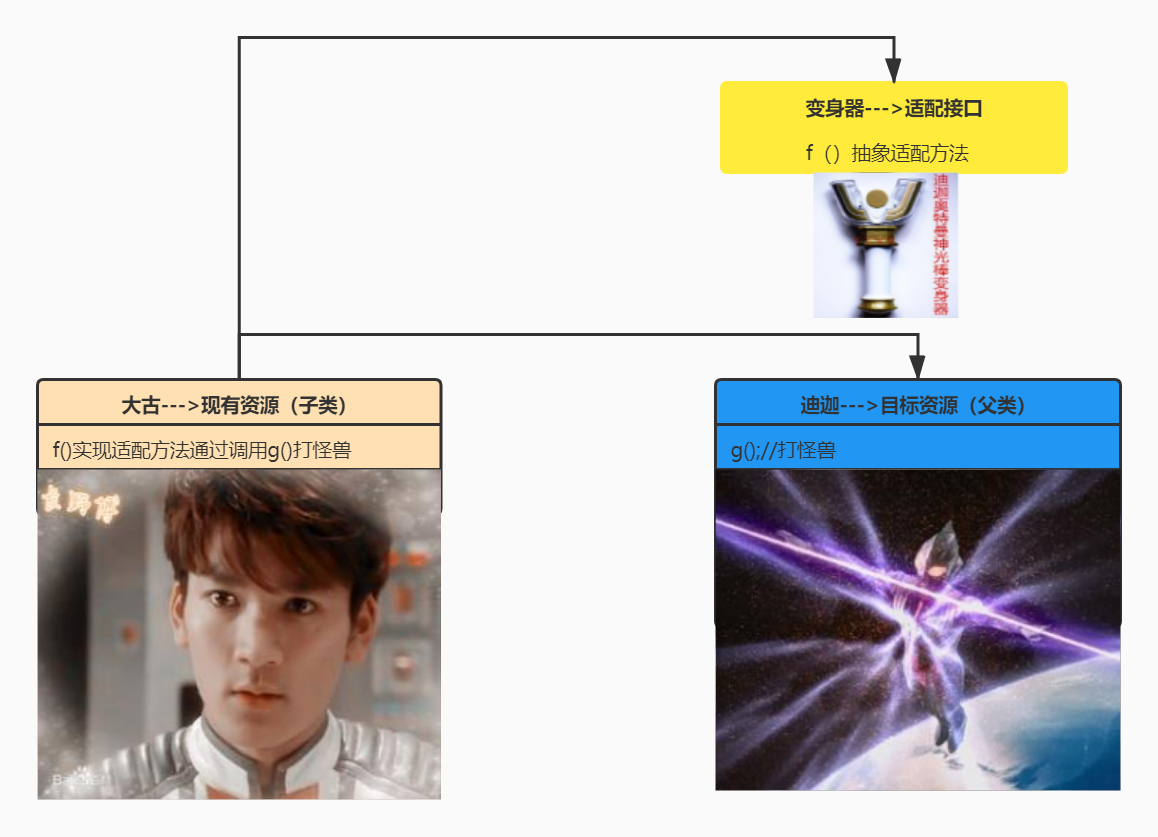 变身器--->适配接口
f（）抽象适配方法
迪迦奥特曼神光棒变身器
大古--->现有资源（子类）
f()实现适配方法通过调用g()打怪兽
迪迦--->目标资源（父类）
g();//打怪兽